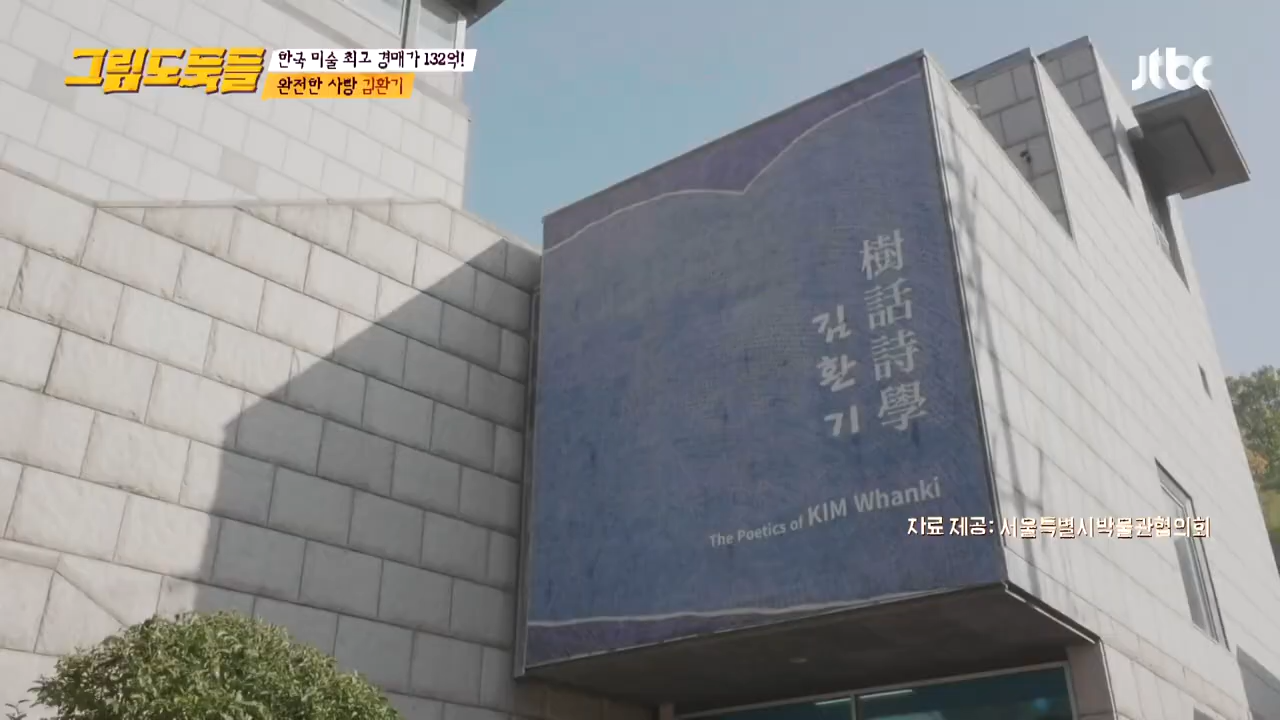 그림도둑들
한국 미술 최고 경매가 132억!
완전한 사랑 김환기
jtbc
樹話詩學
김환기
The Poetics of KIM Whanki
자료 제공: 서울특별시박물관협의회